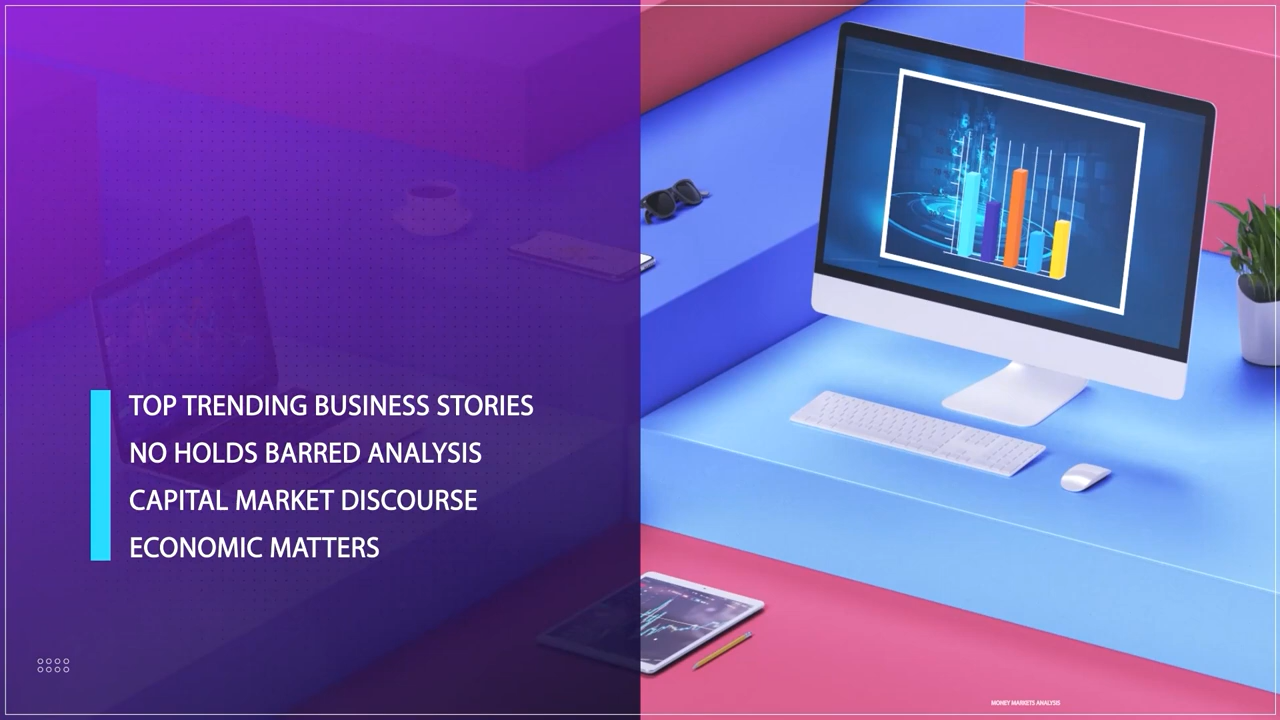 TOP TRENDING BUSINESS STORIES
NO HOLDS BARRED ANALYSIS
CAPITAL MARKET DISCOURSE
ECONOMIC MATTERS
MONEY MARKETS ANALYSIS